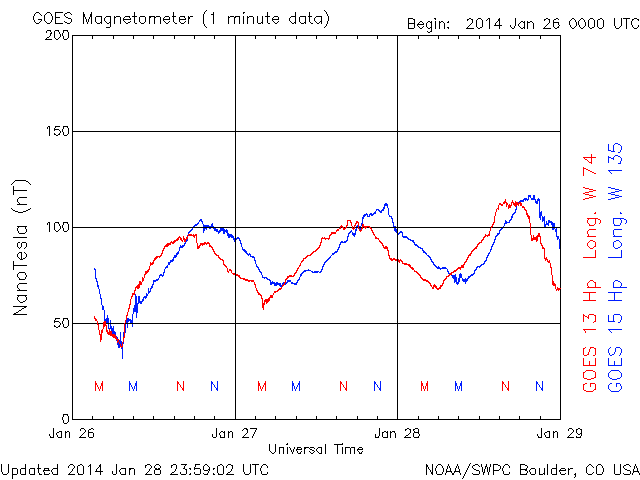 GOES Magnetometer (1 minute data)
Begin: 2014 Jan 26 0000 UTC
200
150
100
50
0
NanoTesla (nT)
M M N N M M N N M M N N
Jan 26 Jan 27 Jan 28 Jan 29
Universal Time
GOES 13 Hp Long. W 74
GOES 15 Hp Long. W 135
Updated 2014 Jan 28 23:59:02 UTC
NOAA/SWPC Boulder, CO USA